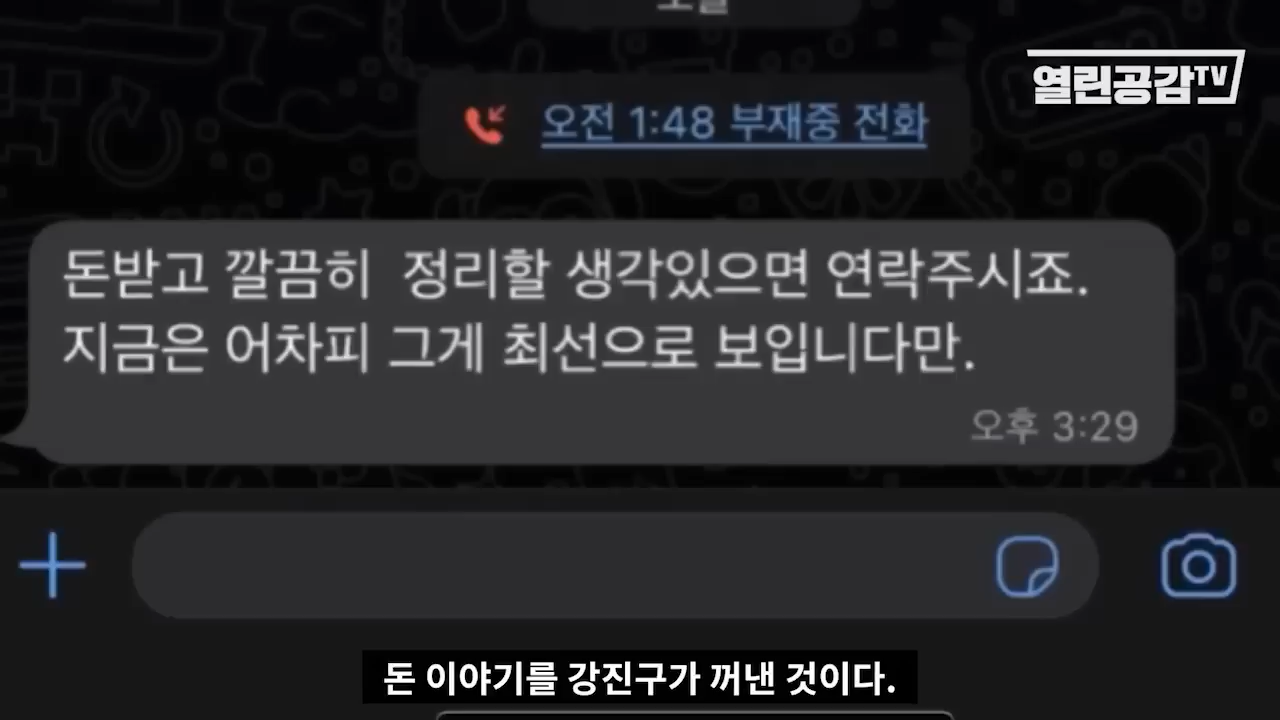 오늘
열린공감TV
오전 1:48 부재중 전화
돈받고 깔끔히  정리할 생각있으면 연락주시죠.
지금은 어차피 그게 최선으로 보입니다만.
오후 3:29
돈 이야기를 강진구가 꺼낸 것이다.